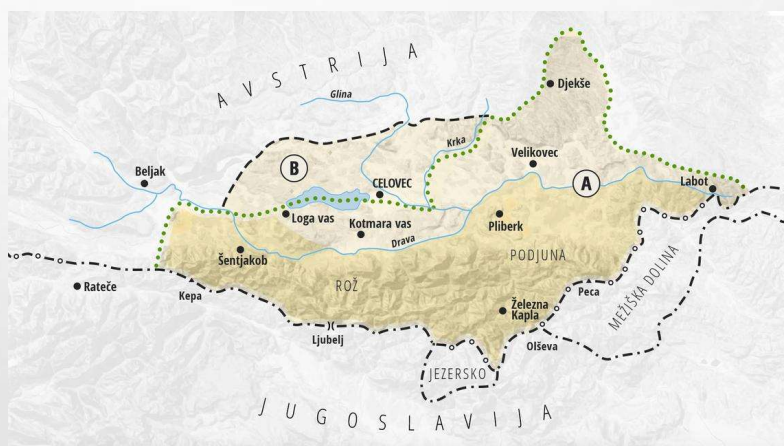 AVSTRIJA
Glina
Djekše
Krka
Velikovec
B
A
Beljak
CELOVEC
Labot
Loga vas
Kotmara vas
Pliberk
Drava
Šentjakob
PODJUNA
MEŽIŠKA DOLINA
ROŽ
Rateče
Kepa
Peca
Železna
Kapla
Ljubelj
Olševa
JEZERSKO
JUGOSLAVIJA